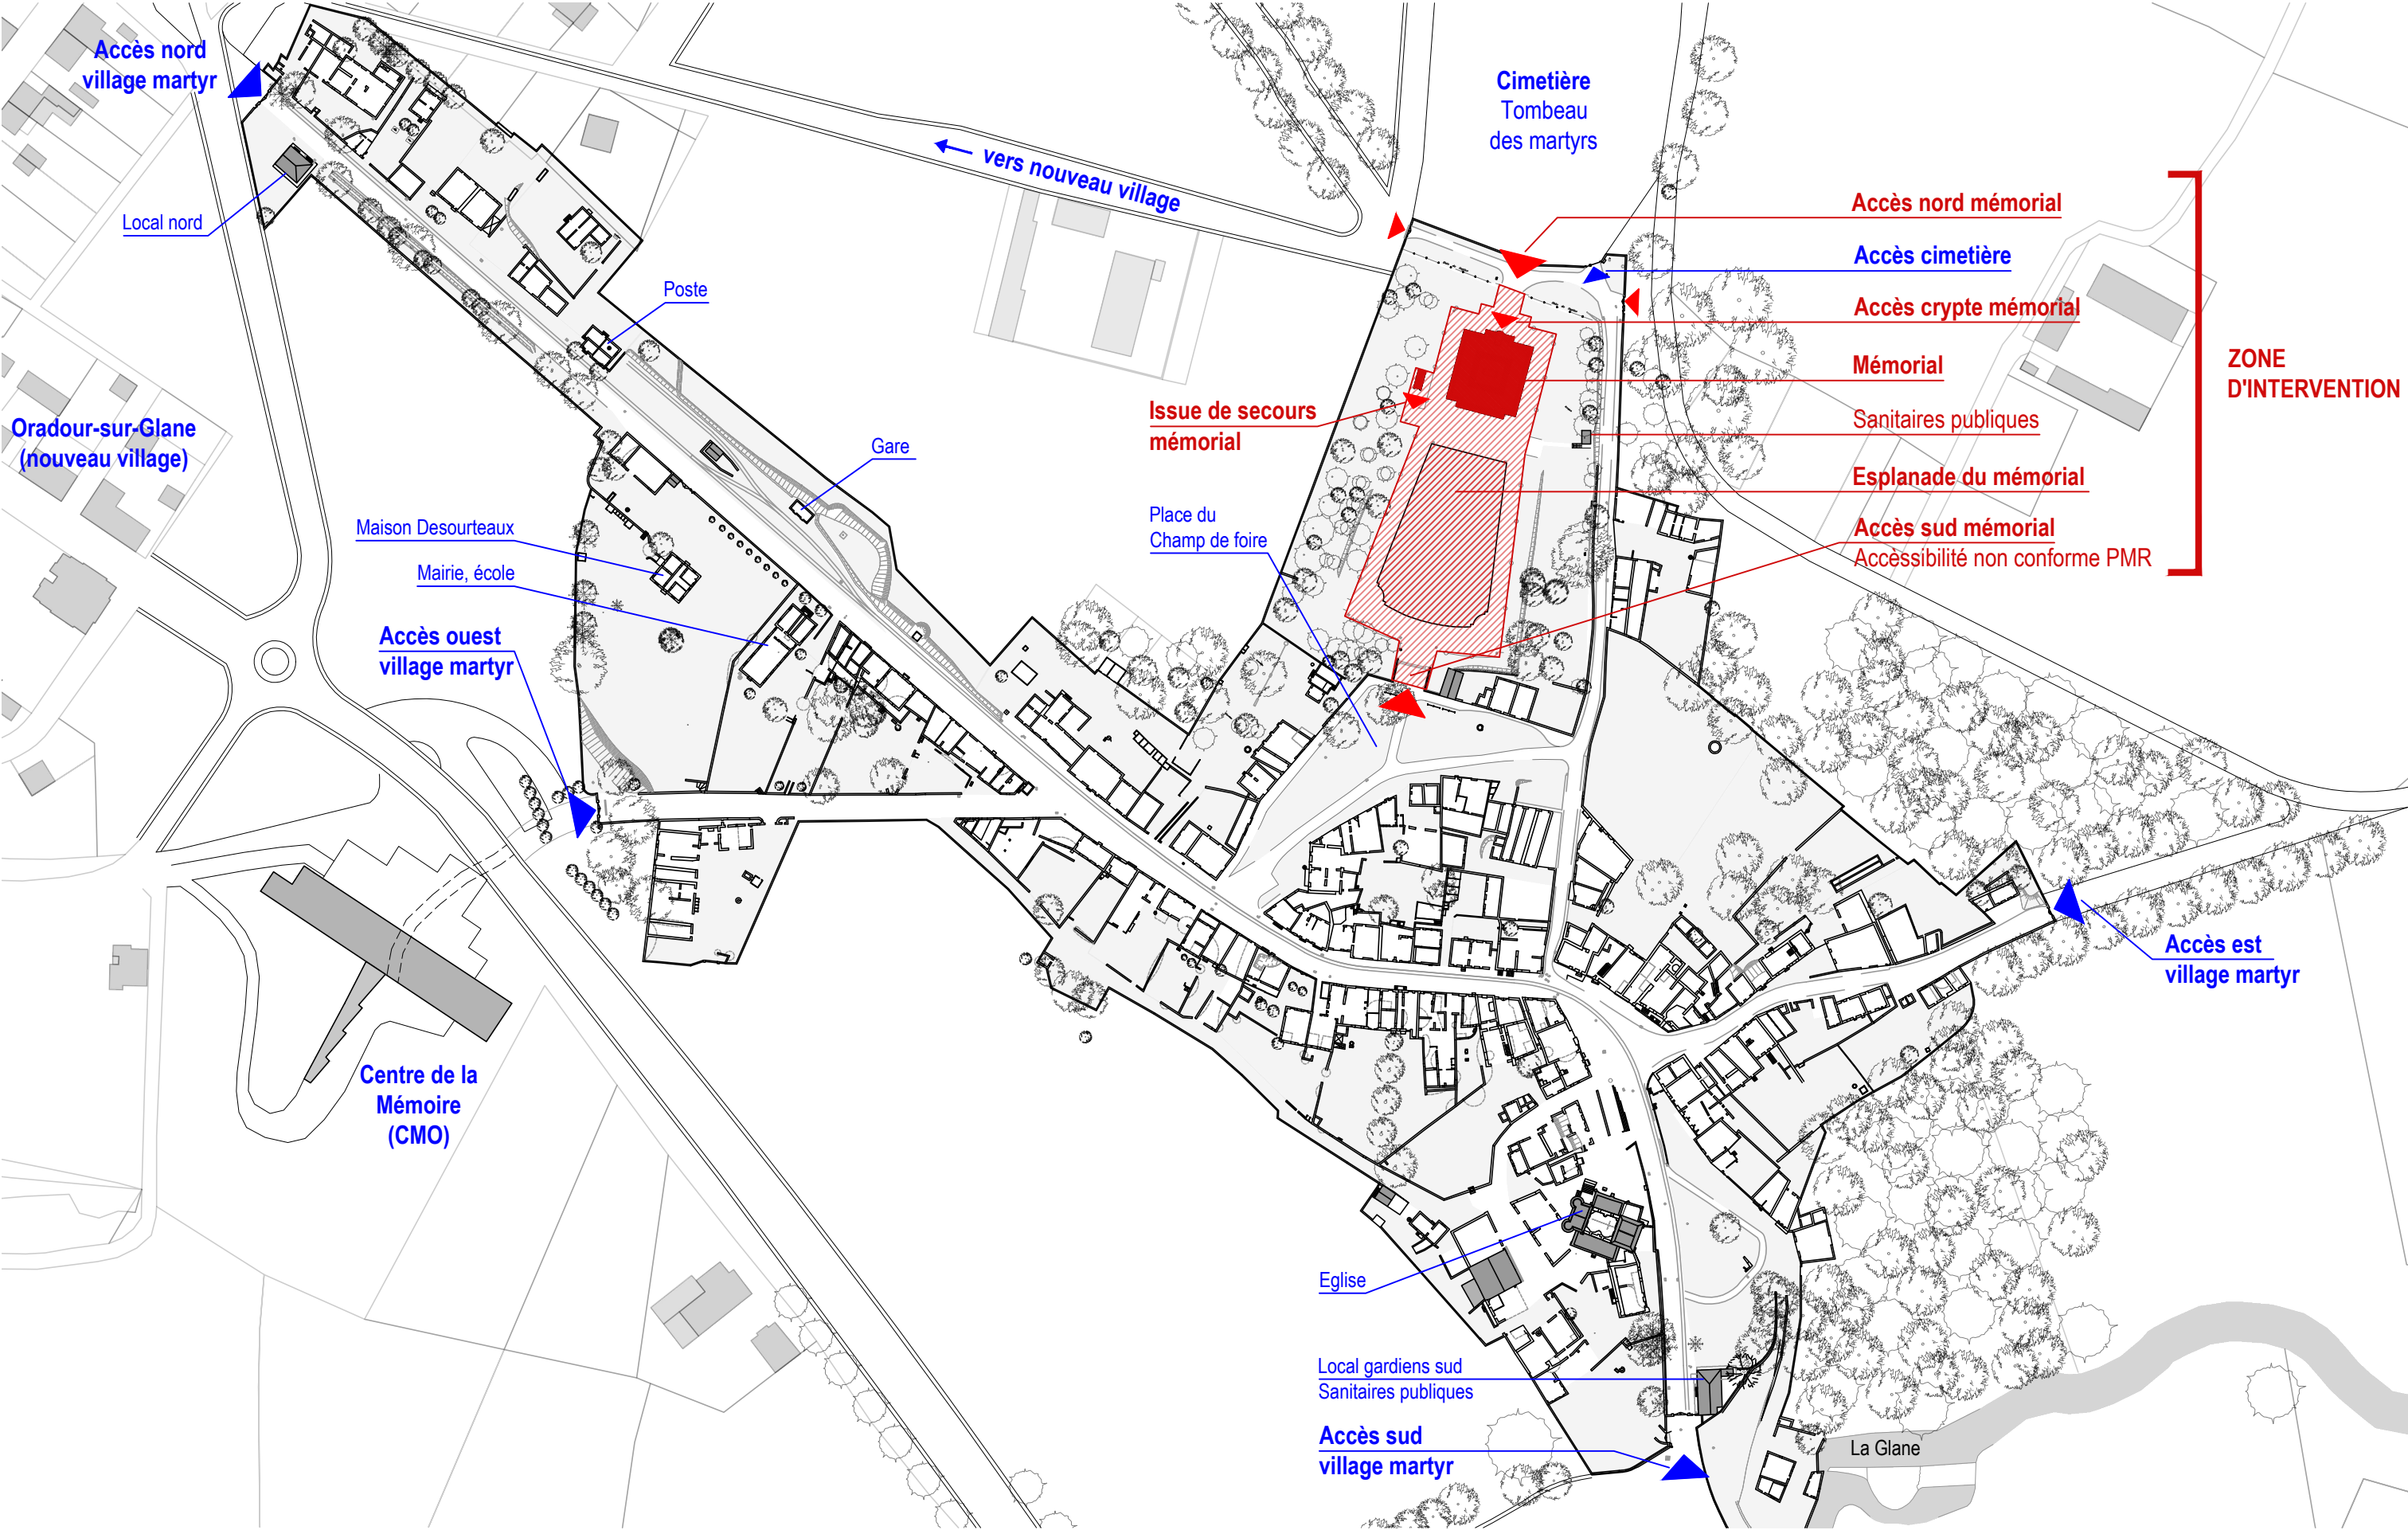 Accès nord
village martyr
Local nord
Oradour-sur-Glane
(nouveau village)
Poste
Gare
Maison Desourteaux
Mairie, école
Accès ouest
village martyr
Centre de la
Mémoire
(CMO)
vers nouveau village
Cimetière
Tombeau
des martyrs
Issue de secours
mémorial
Place du
Champ de foire
Accès nord mémorial
Accès cimetière
Accès crypte mémorial
Mémorial
Sanitaires publiques
Esplanade du mémorial
Accès sud mémorial
Accèssibilité non conforme PMR
ZONE
D'INTERVENTION
Accès est
village martyr
Eglise
Local gardiens sud
Sanitaires publiques
Accès sud
village martyr
La Glane